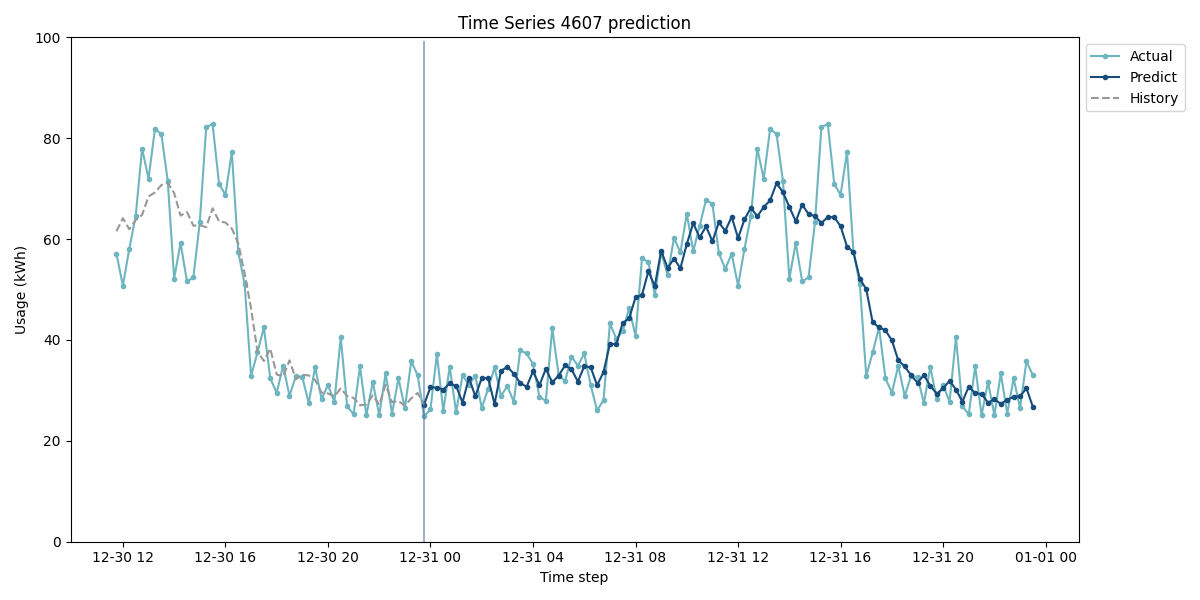 Time Series 4607 prediction
Usage (kWh)
100
80
60
40
20
0
12-30 12
12-30 16
12-30 20
12-31 00
12-31 04
12-31 08
12-31 12
12-31 16
12-31 20
01-01 00
Time step
Actual
Predict
History